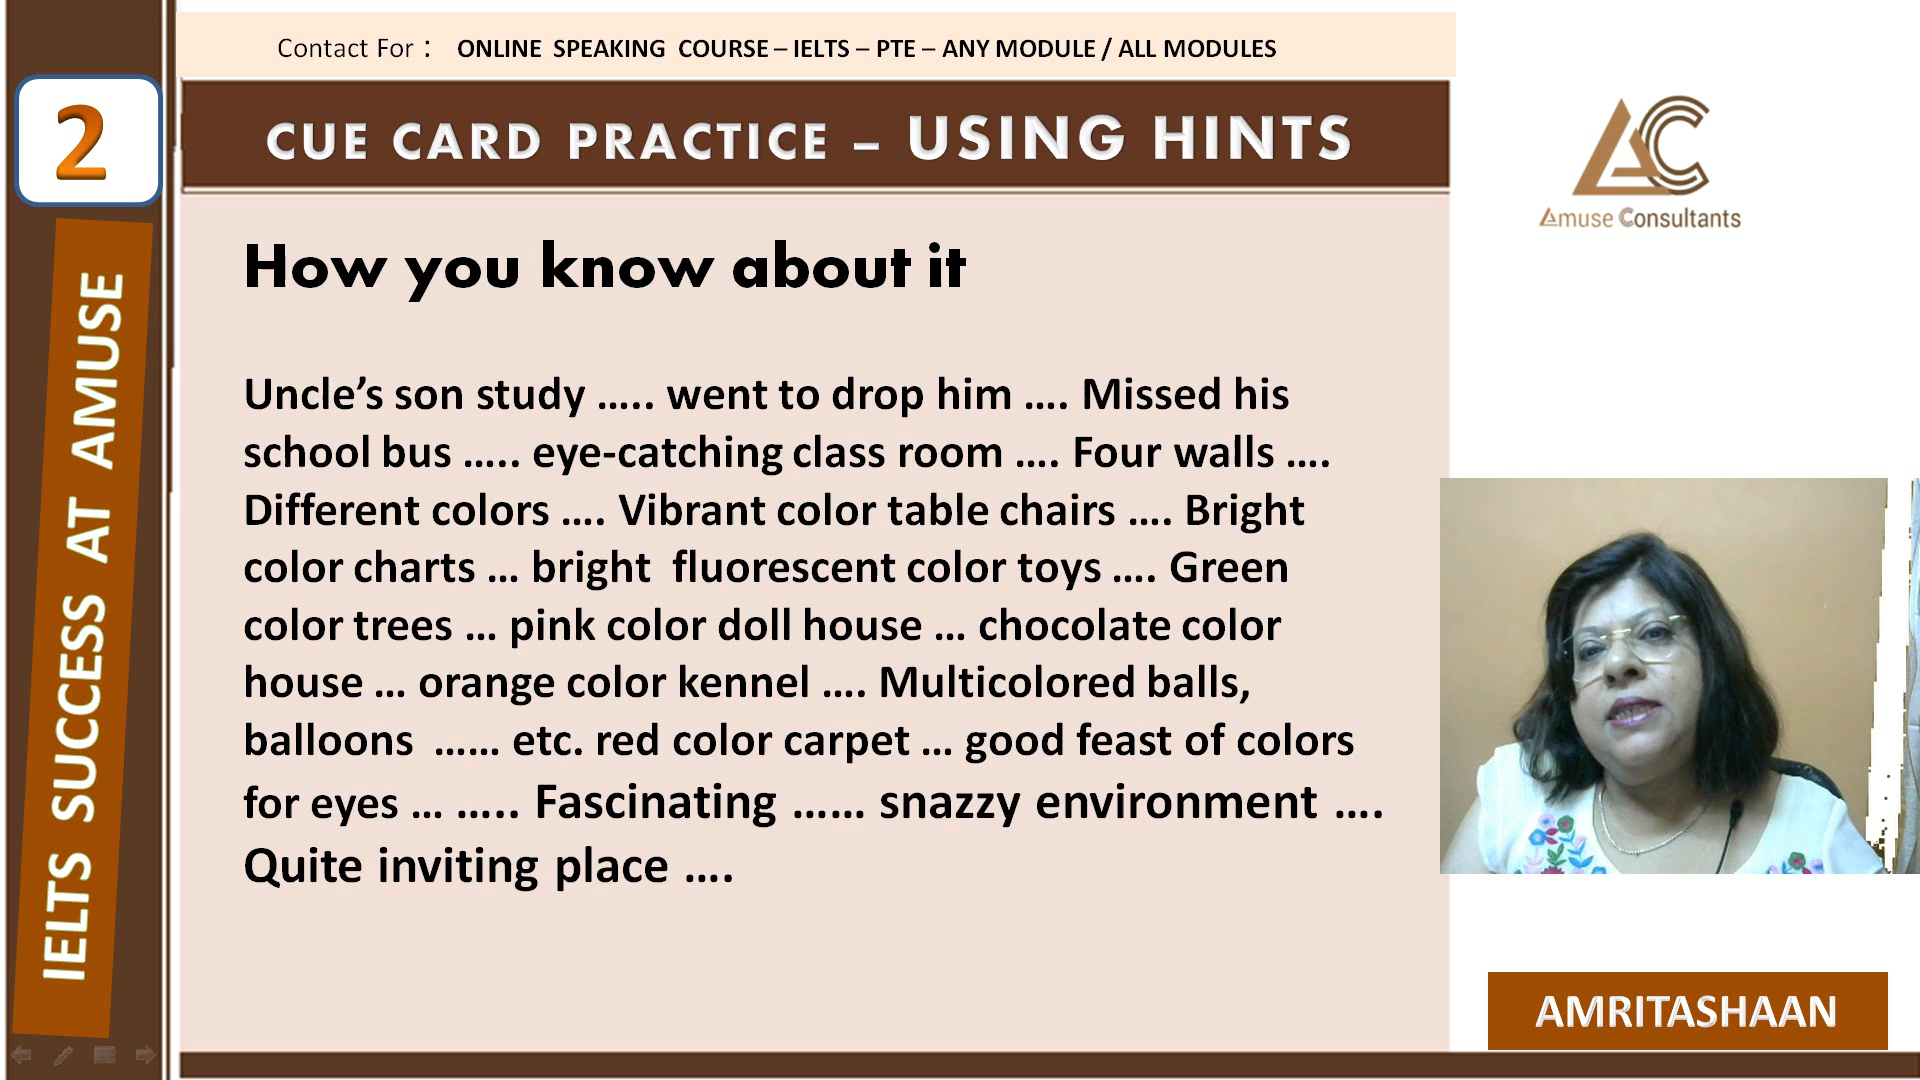 Contact For : ONLINE SPEAKING COURSE – IELTS – PTE – ANY MODULE / ALL MODULES
2
CUE CARD PRACTICE – USING HINTS
AC
Amuse Consultants
IELTS SUCCESS AT AMUSE
How you know about it
Uncle’s son study ..... went to drop him .... Missed his
school bus ..... eye-catching class room .... Four walls ....
Different colors .... Vibrant color table chairs .... Bright
color charts ... bright fluorescent color toys .... Green
color trees ... pink color doll house ... chocolate color
house ... orange color kennel .... Multicolored balls,
balloons ...... etc. red color carpet ... good feast of colors
for eyes ... ..... Fascinating ...... snazzy environment ....
Quite inviting place ....
AMRITASHAAN